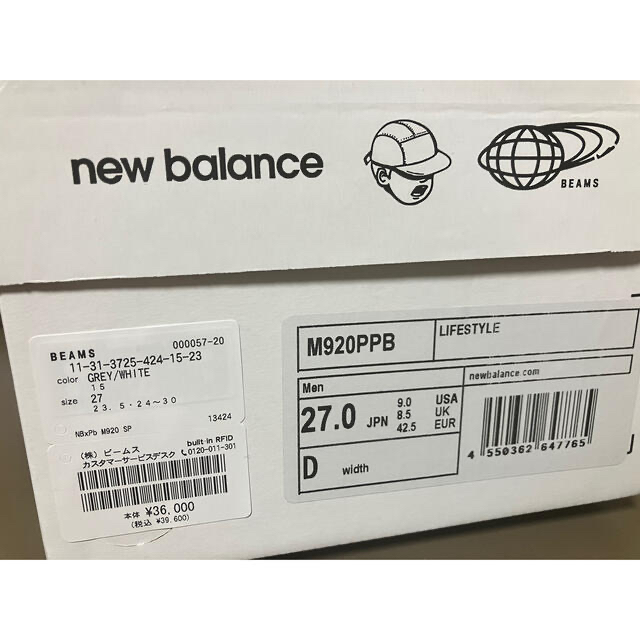 new balance
BEAMS
BEAMS 000057-20
11-31-3725-424-15-23
color GREY/WHITE
15
size 27
23.5・24~30
13424
NBxPb M920 SP
built-in RFID
(株) ビームス
カスタマーサービスデスク 0120-011-301
本体 ¥36,000
(税込 ¥39,600)
M920PPB
LIFESTYLE
Men
27.0 JPN
9.0 USA
8.5 UK
42.5 EUR
D width
newbalance.com
4 550362 647765